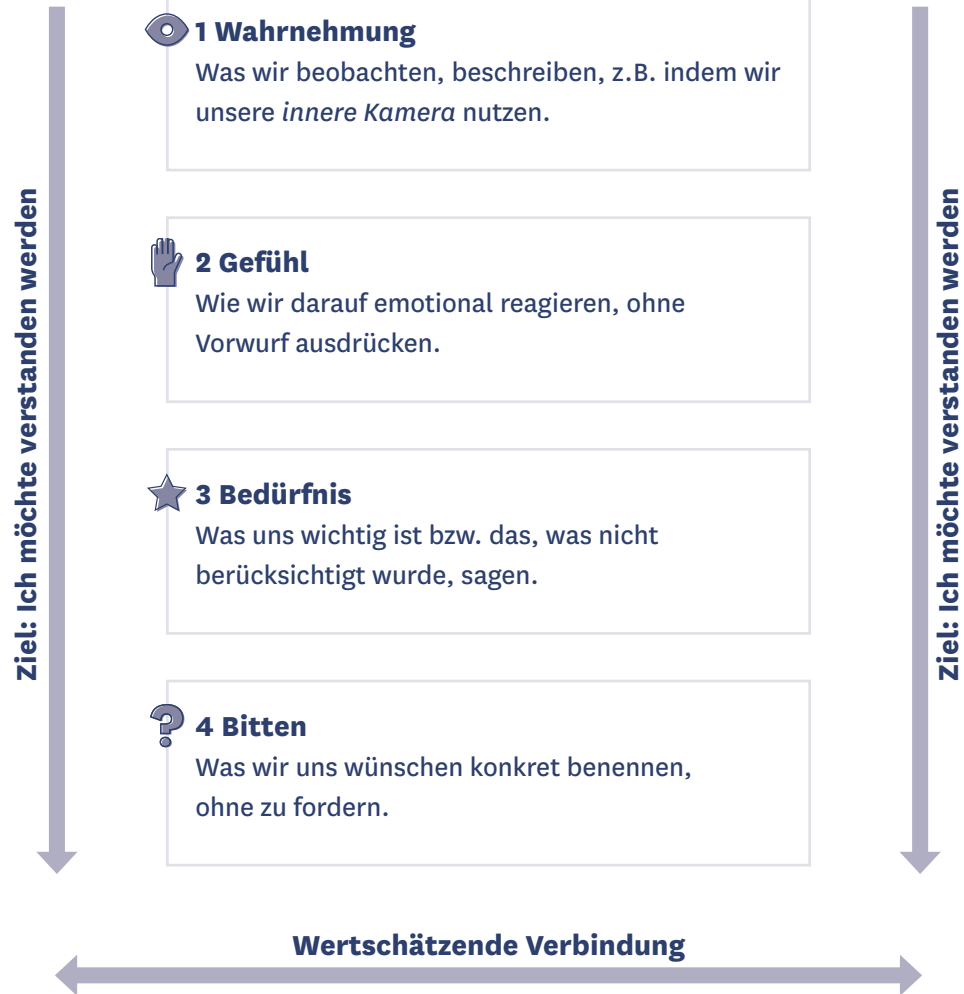 1 Wahrnehmung
Was wir beobachten, beschreiben, z.B. indem wir
unsere innere Kamera nutzen.
Ziel: Ich möchte verstanden werden
2 Gefühl
Wie wir darauf emotional reagieren, ohne
Vorwurf ausdrücken.
3 Bedürfnis
Was uns wichtig ist bzw. das, was nicht
berücksichtigt wurde, sagen.
4 Bitten
Was wir uns wünschen konkret benennen,
ohne zu fordern.
Ziel: Ich möchte verstanden werden
Wertschätzende Verbindung